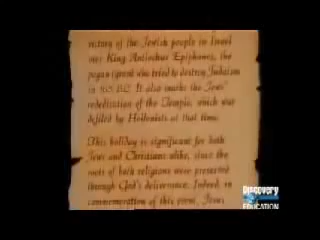 victory of the Jewish people in Israel
over King Antiochus Epiphanes, the
pagan tyrant who tried to destroy Judaism
in 165 B.C. It also marks the Jews'
rededication of the Temple, which was
defiled by Hellenists at that time.
This holiday is significant for both
Jews and Christians alike, since the
roots of both religions were preserved
through God's deliverance. Indeed, in
commemoration of this event, Jesus
Discovery
EDUCATION